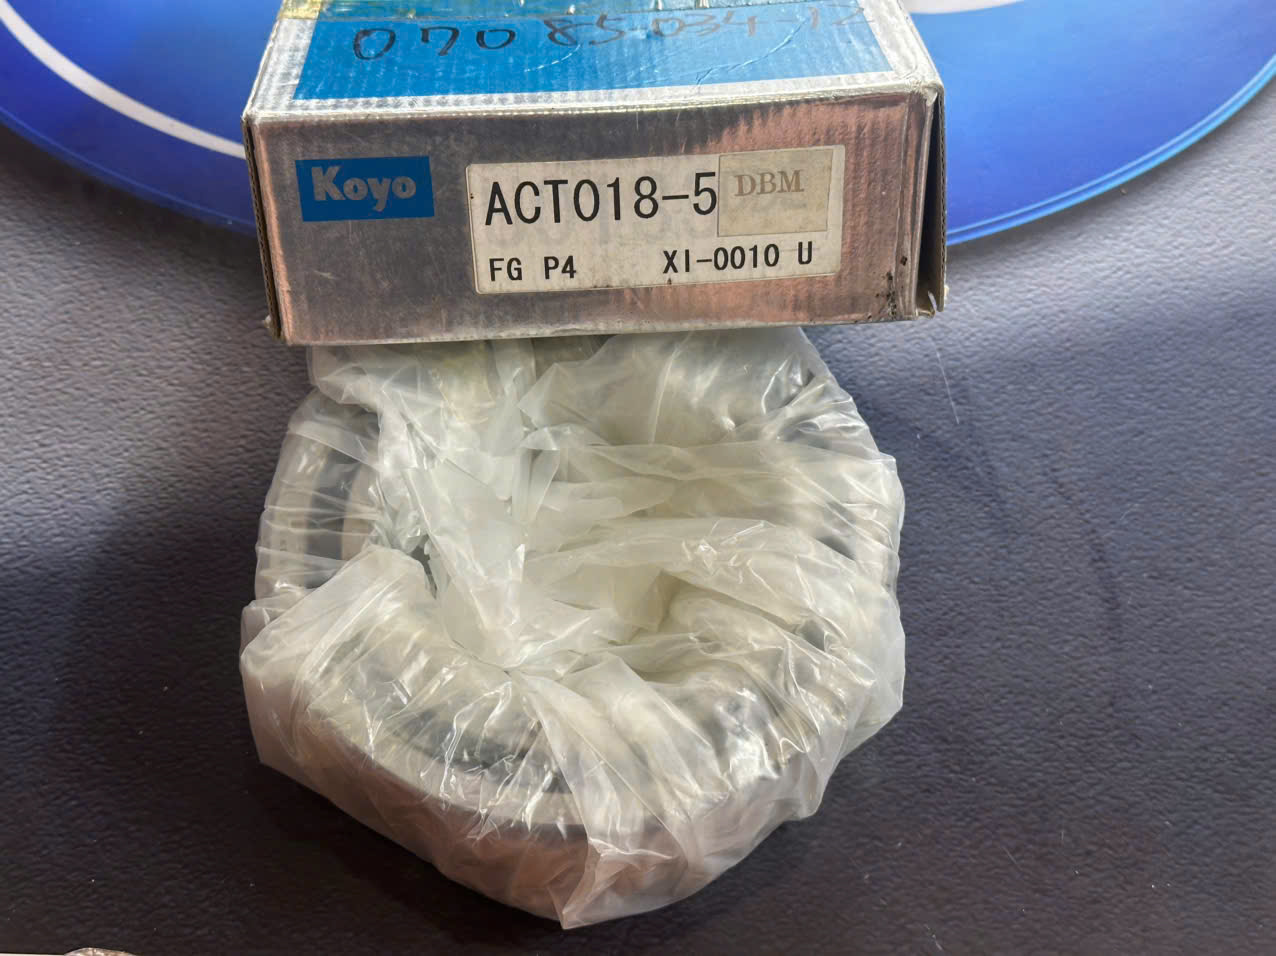 07085034-12
Koyo
ACT018-5 DBM
FG P4 XI-0010 U